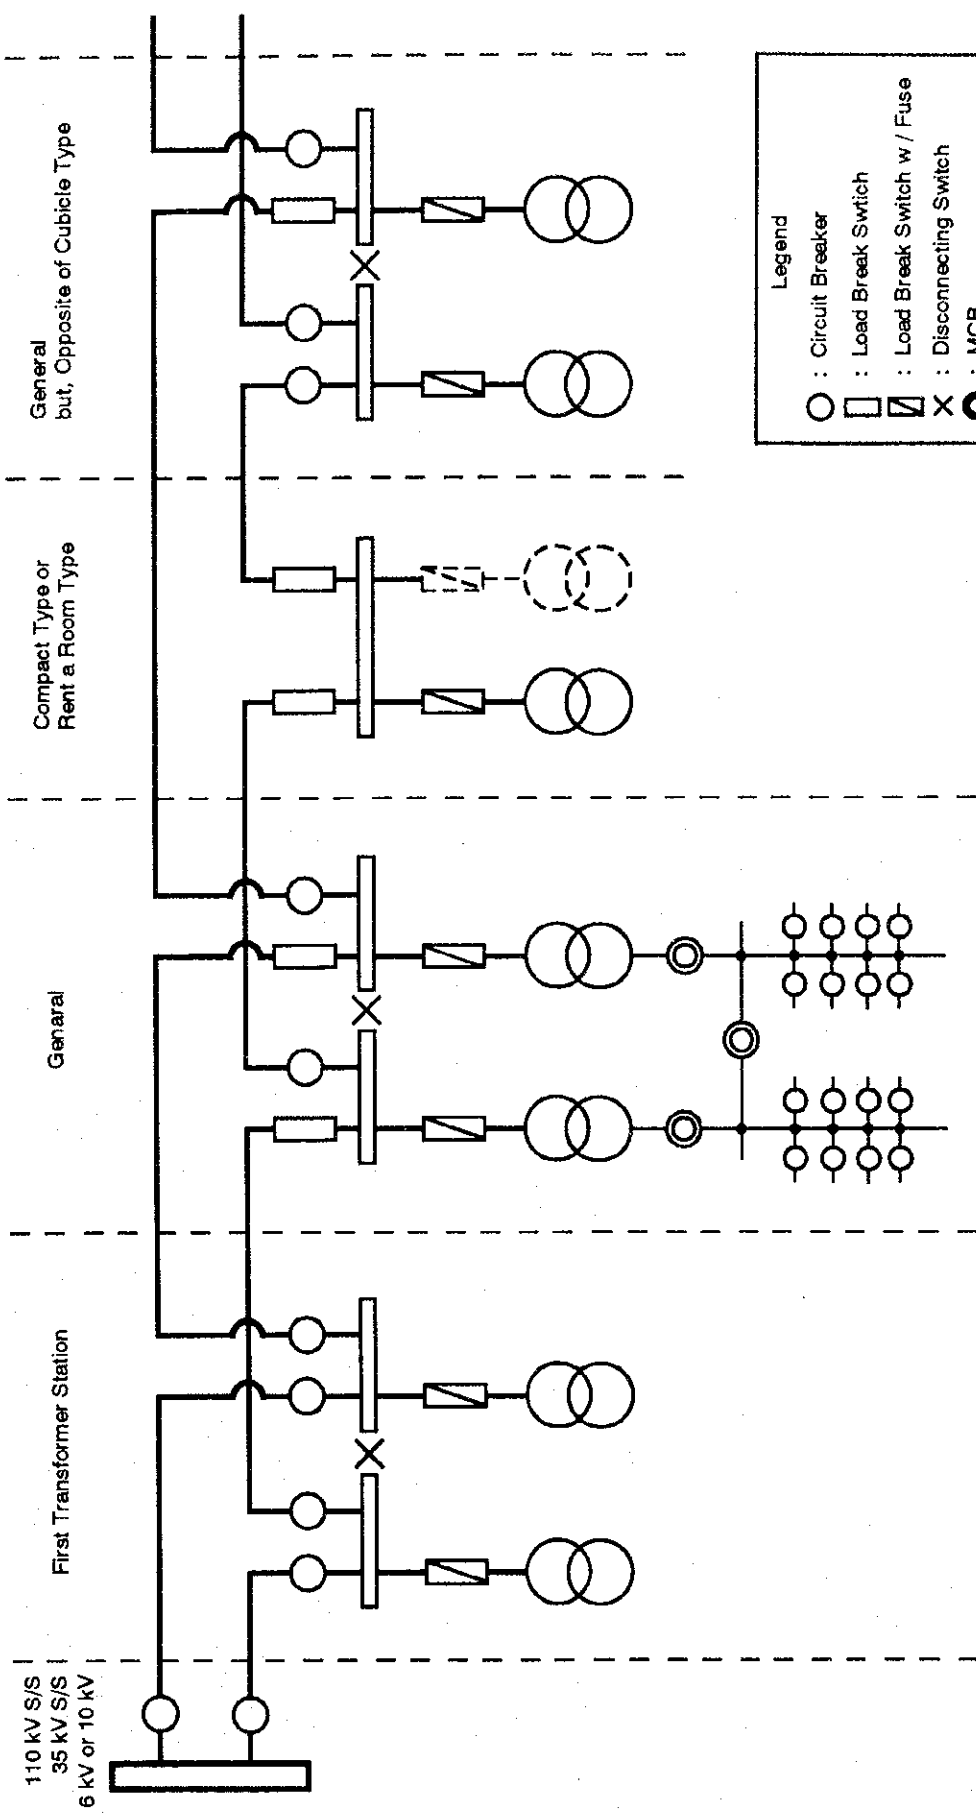 110 kV S/S
35 kV S/S
6 kV or 10 kV
First Transformer Station
Genaral
Compact Type or
Rent a Room Type
General
but, Opposite of Cubicle Type
Legend
: Circuit Breaker
: Load Break Swtich
: Load Break Switch w / Fuse
: Disconnecting Switch
: MCB